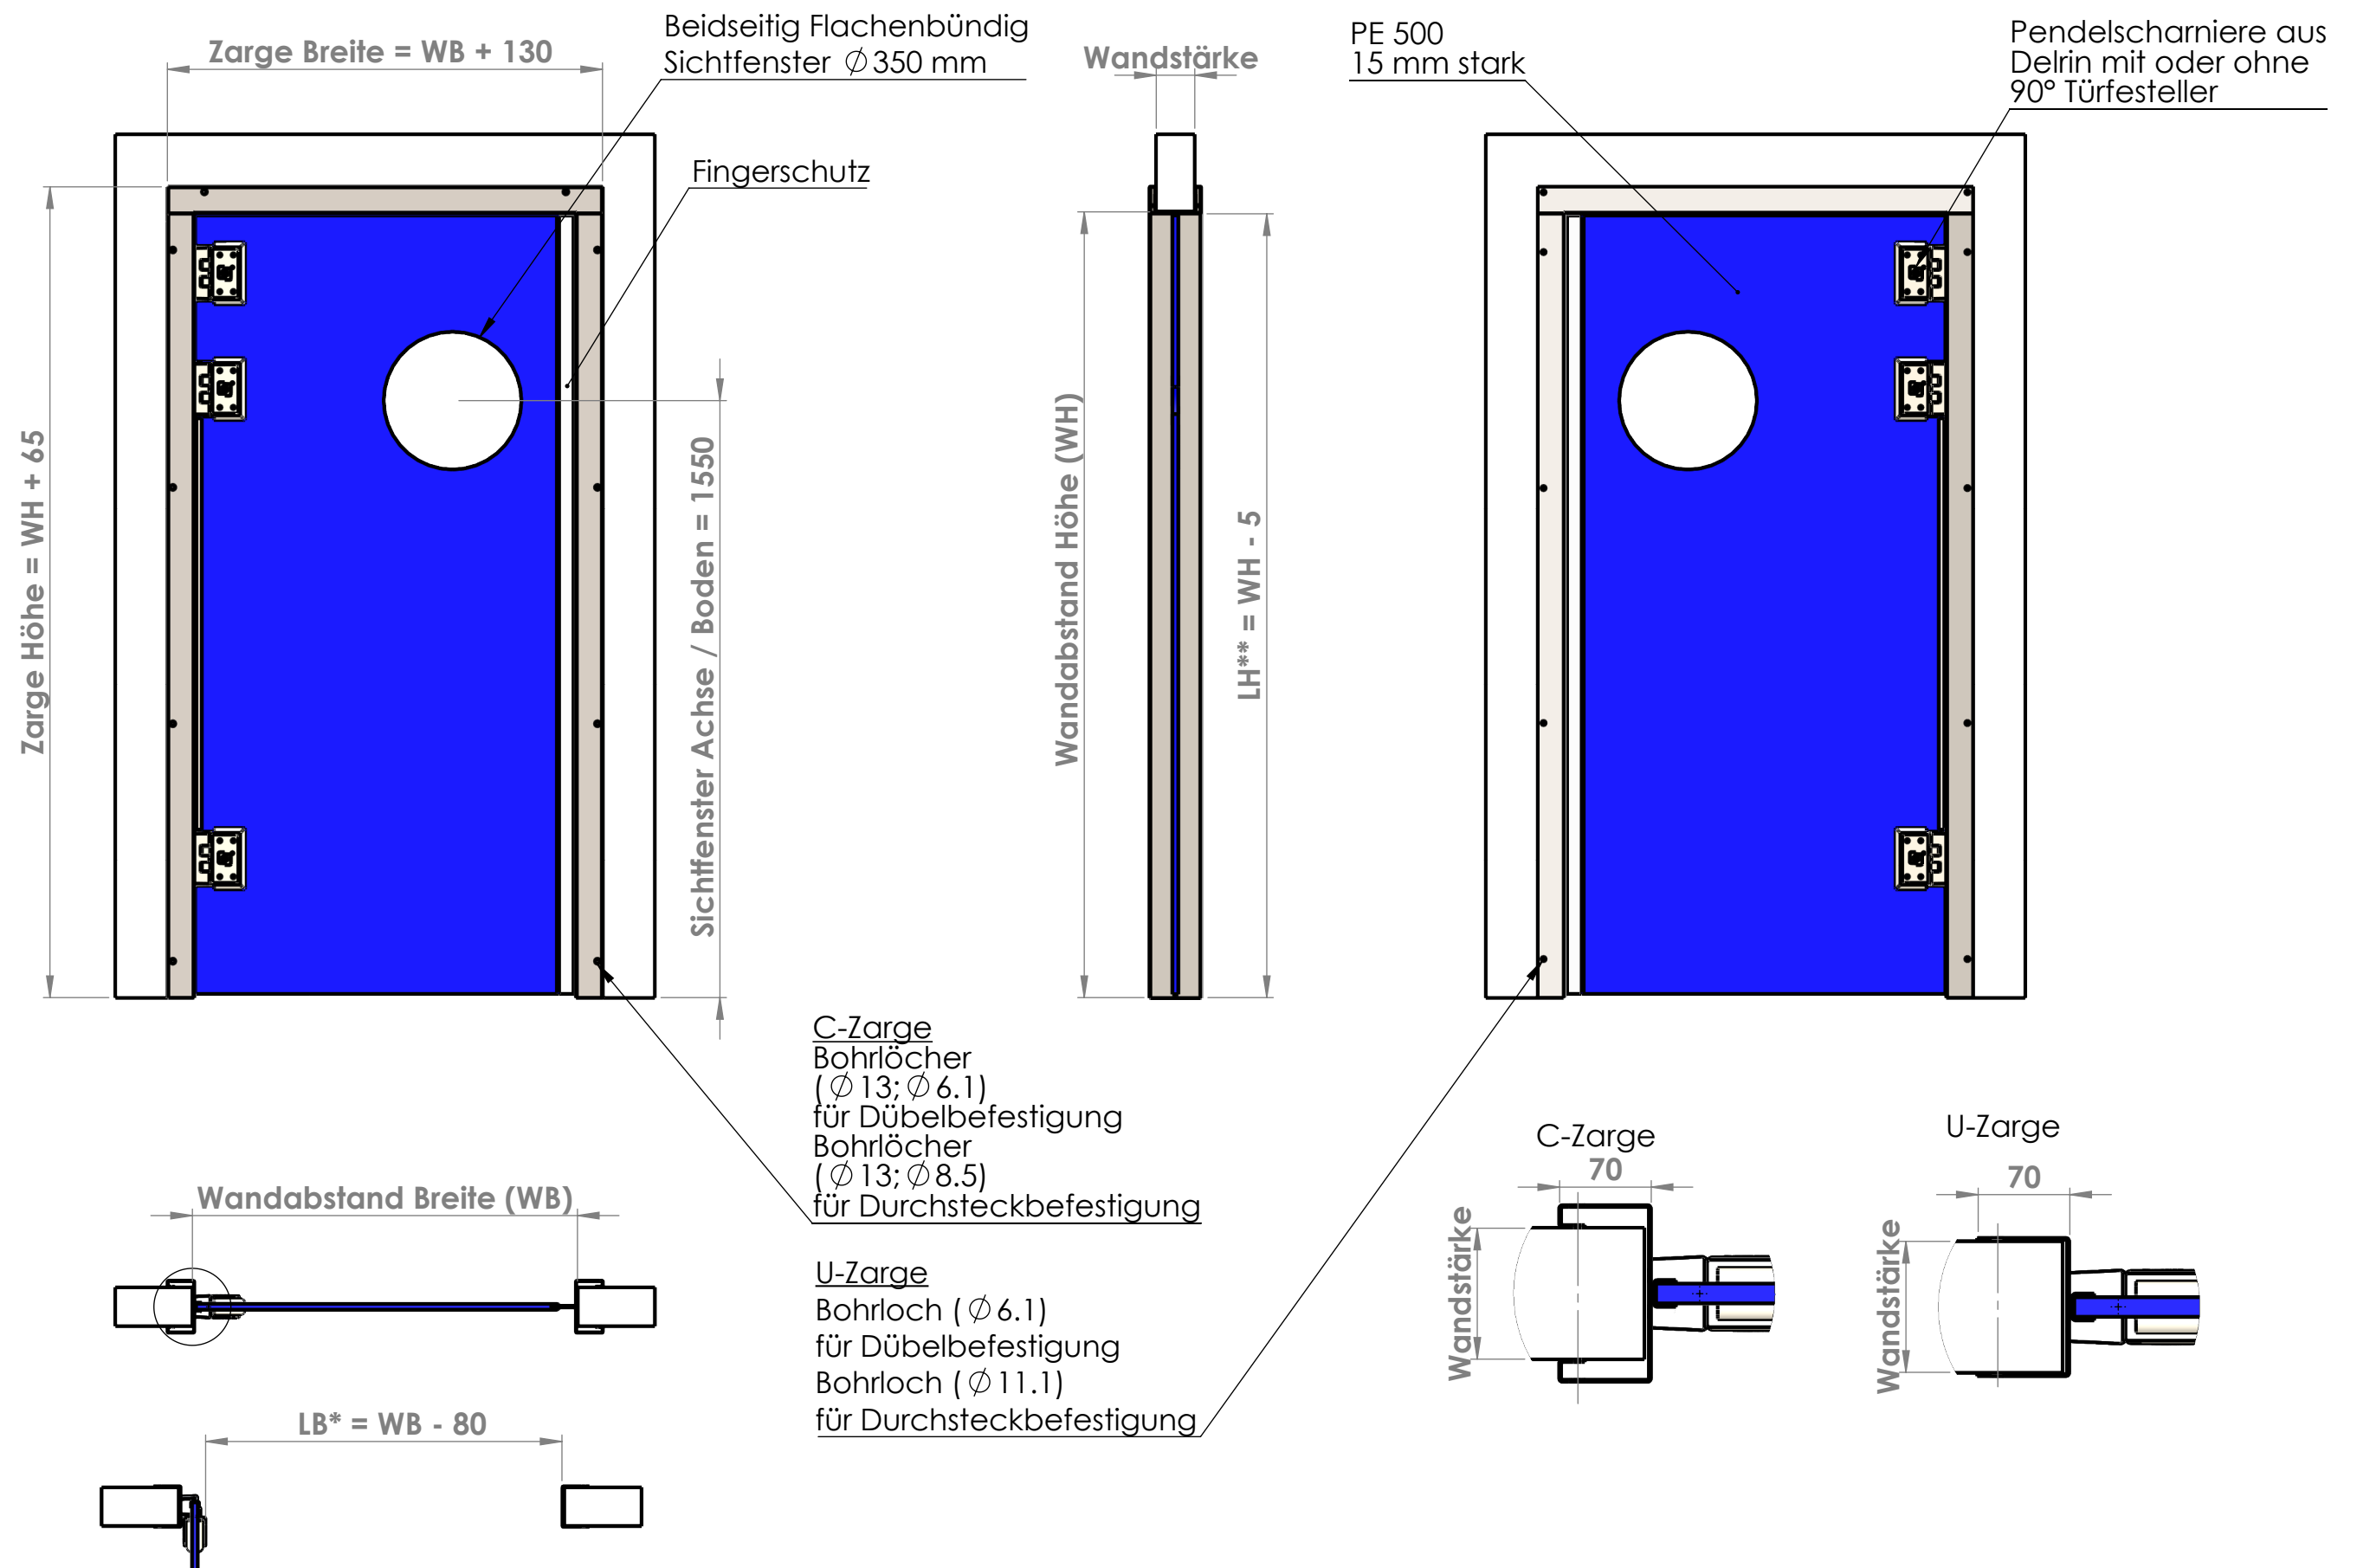 Beidseitig Flachenbündig
Sichtfenster ∅350 mm
Zarge Breite = WB + 130
Wandstärke
PE 500
15 mm stark
Pendelscharniere aus
Delrin mit oder ohne
90° Türfesteller
Fingerschutz
Zarge Höhe = WH + 65
Sichtfenster Achse / Boden = 1550
Wandabstand Höhe (WH)
LH** = WH - 5
C-Zarge
Bohrlöcher
(∅13; ∅6.1)
für Dübelbefestigung
Bohrlöcher
(∅13; ∅8.5)
für Durchsteckbefestigung
U-Zarge
Bohrloch (∅6.1)
für Dübelbefestigung
Bohrloch (∅11.1)
für Durchsteckbefestigung
C-Zarge
70
Wandstärke
U-Zarge
70
Wandstärke
Wandabstand Breite (WB)
LB* = WB - 80